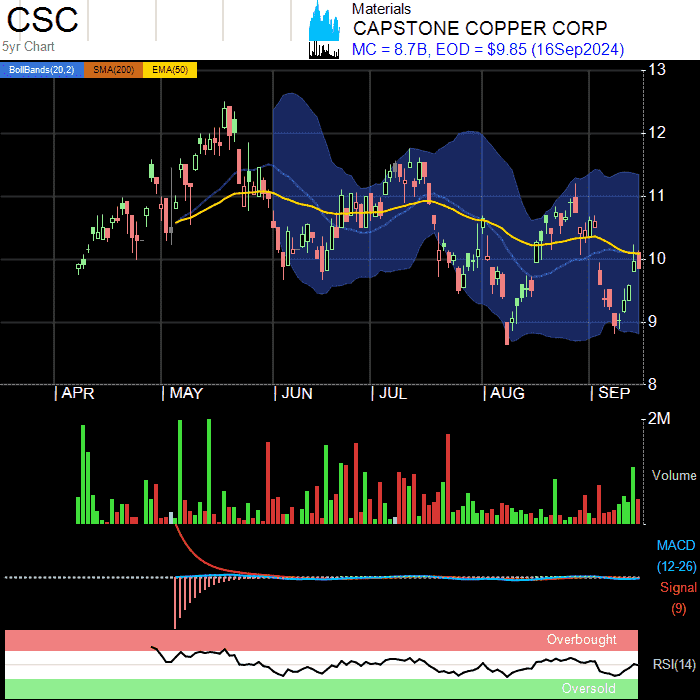 CSC
5yr Chart
Materials
CAPSTONE COPPER CORP
MC = 8.7B, EOD = $9.85 (16Sep2024)
BollBands(20,2) SMA(200) EMA(50)
13
12
11
10
9
8
APR MAY JUN JUL AUG SEP
2M
Volume
MACD
(12-26)
Signal
(9)
Overbought
RSI(14)
Oversold